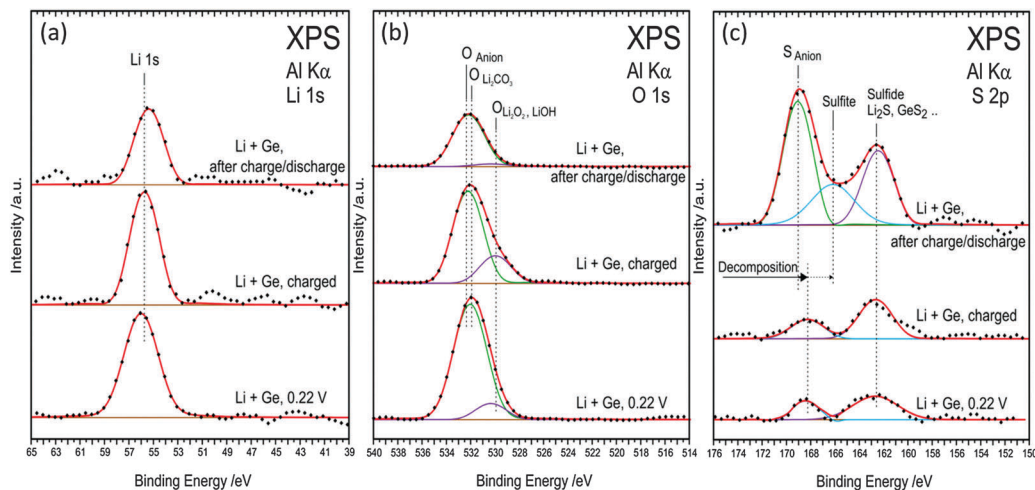 (a)
XPS
Al Kα
Li 1s
Li 1s
Li + Ge,
after charge/discharge
Li + Ge, charged
Li + Ge, 0.22 V
Intensity /a.u.
65 63 61 59 57 55 53 51 49 47 45 43 41 39
Binding Energy /eV
(b)
XPS
Al Kα
O 1s
O Anion
O Li₂CO₃
O Li₂O₂, LiOH
Li + Ge,
after charge/discharge
Li + Ge, charged
Li + Ge, 0.22 V
Intensity /a.u.
540 538 536 534 532 530 528 526 524 522 520 518 516 514
Binding Energy /eV
(c)
XPS
Al Kα
S 2p
S Anion
Sulfite
Sulfide
Li₂S, GeS₂ ..
Li + Ge,
after charge/discharge
Decomposition
Li + Ge, charged
Li + Ge, 0.22 V
Intensity /a.u.
176 174 172 170 168 166 164 162 160 158 156 154 152 150
Binding Energy /eV